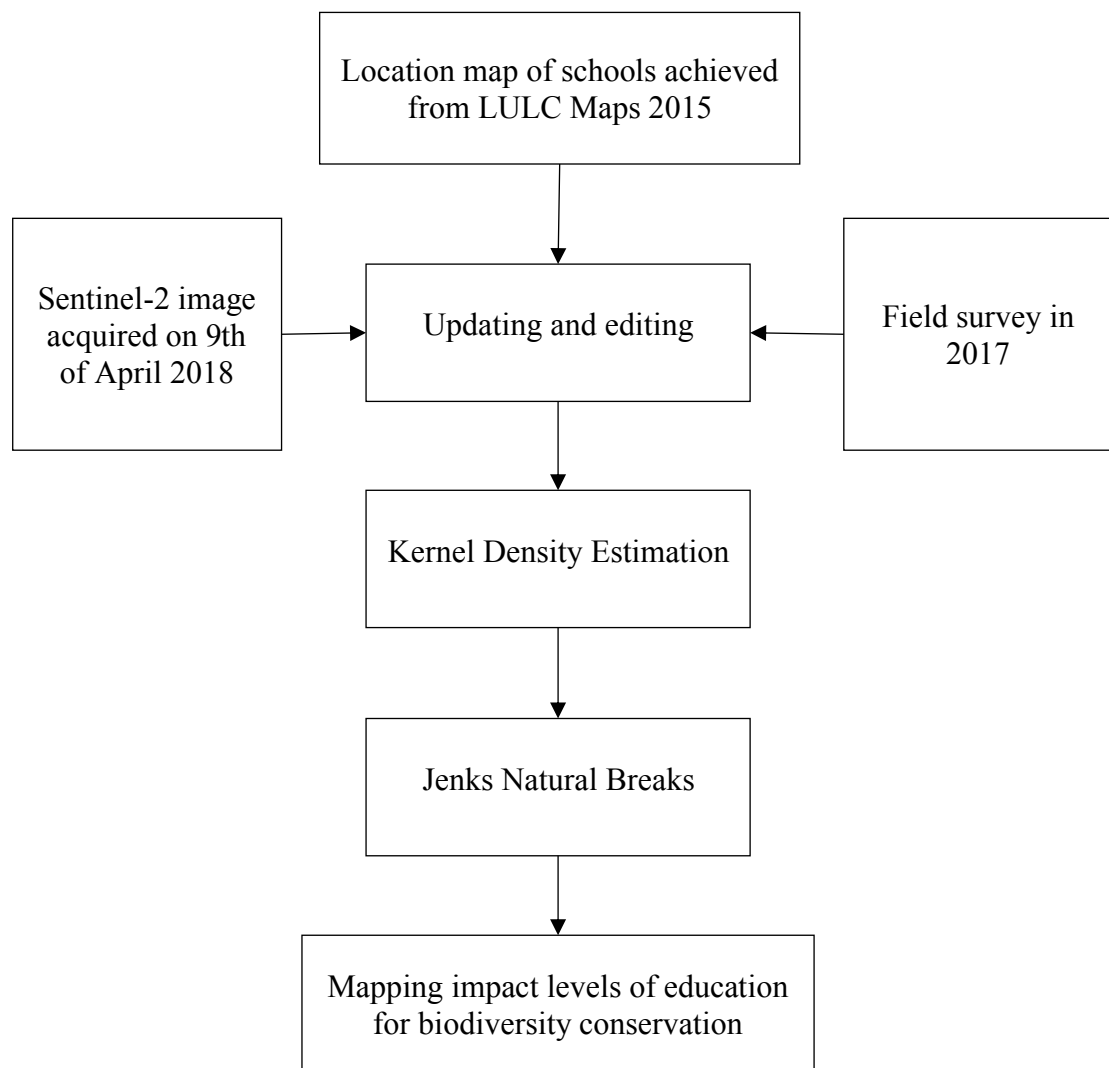 Location map of schools achieved
from LULC Maps 2015
Sentinel-2 image
acquired on 9th
of April 2018
Updating and editing
Field survey in
2017
Kernel Density Estimation
Jenks Natural Breaks
Mapping impact levels of education
for biodiversity conservation